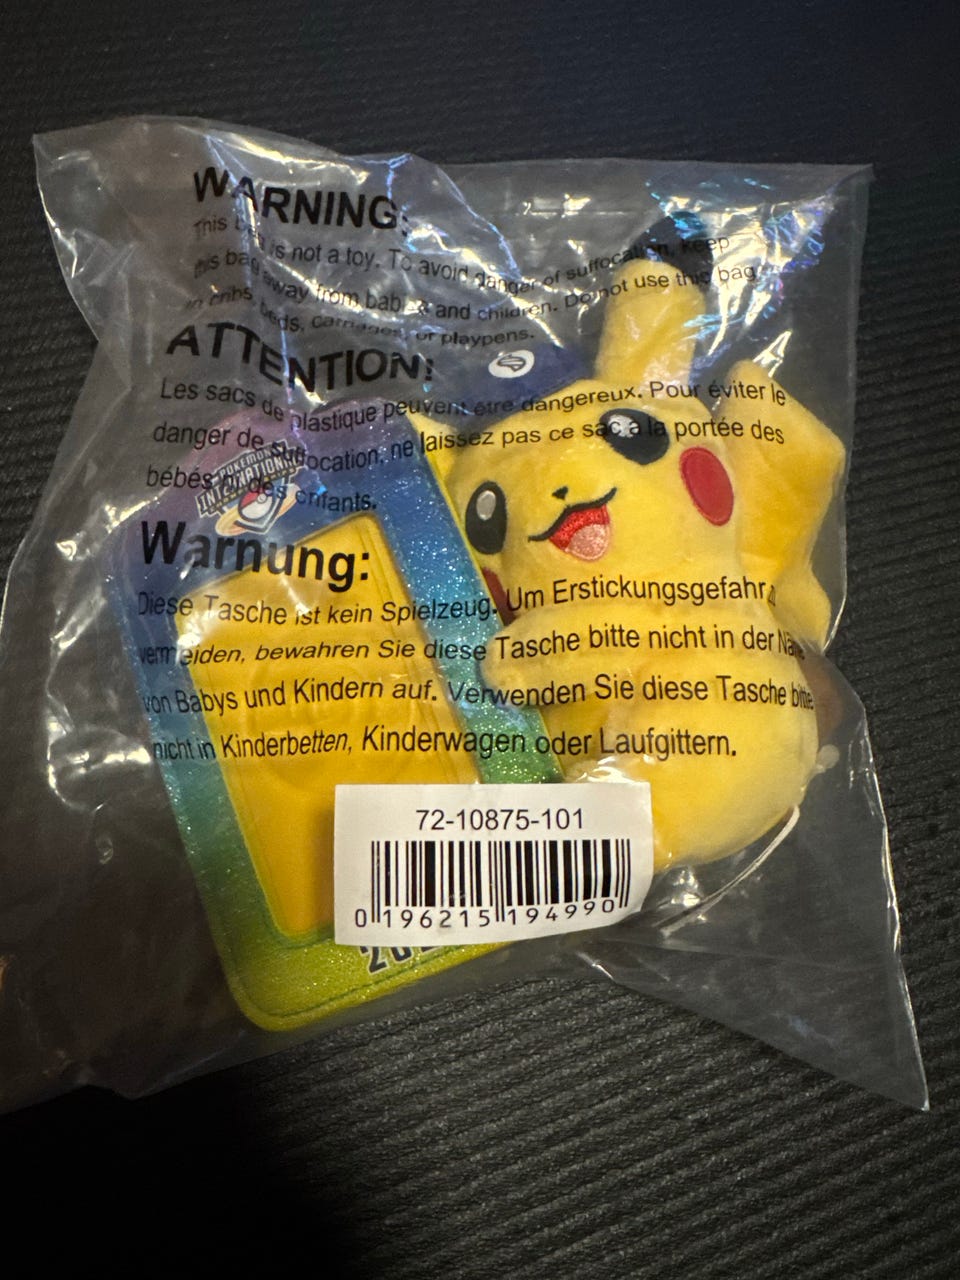 WARNING:
This bag is not a toy. To avoid danger of suffocation, keep
this bag away from babies and children. Do not use this bag
in cribs, beds, carriages, or playpens.
ATTENTION!
Les sacs de plastique peuvent être dangereux. Pour éviter le
danger de suffocation, ne laissez pas ce sac à la portée des
bébés ni des enfants.
POKÉMON
INTERNATIONAL
Warnung:
Diese Tasche ist kein Spielzeug. Um Erstickungsgefahr zu
vermeiden, bewahren Sie diese Tasche bitte nicht in der Nähe
von Babys und Kindern auf. Verwenden Sie diese Tasche bitte
nicht in Kinderbetten, Kinderwagen oder Laufgittern.
72-10875-101
0 196215 194990